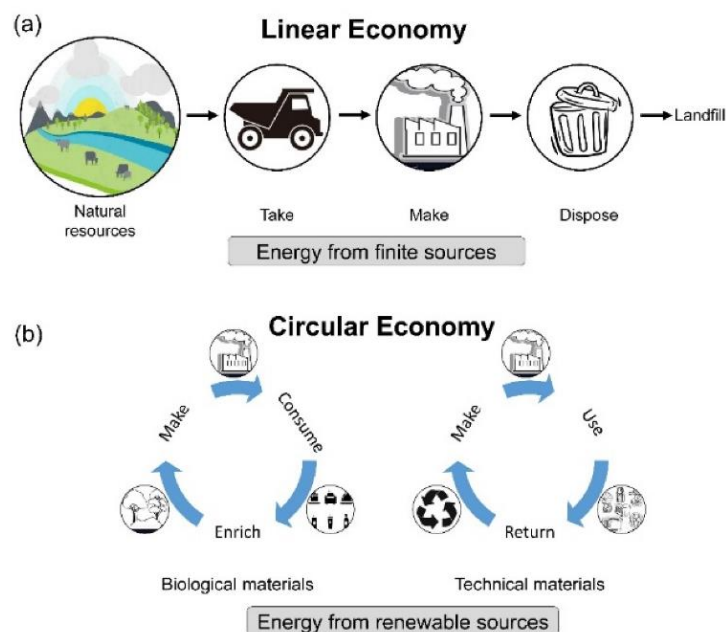 (a)
Linear Economy
Landfill
Natural
resources
Take
Make
Dispose
Energy from finite sources
(b)
Circular Economy
Make
Consume
Enrich
Make
Use
Return
Biological materials
Technical materials
Energy from renewable sources